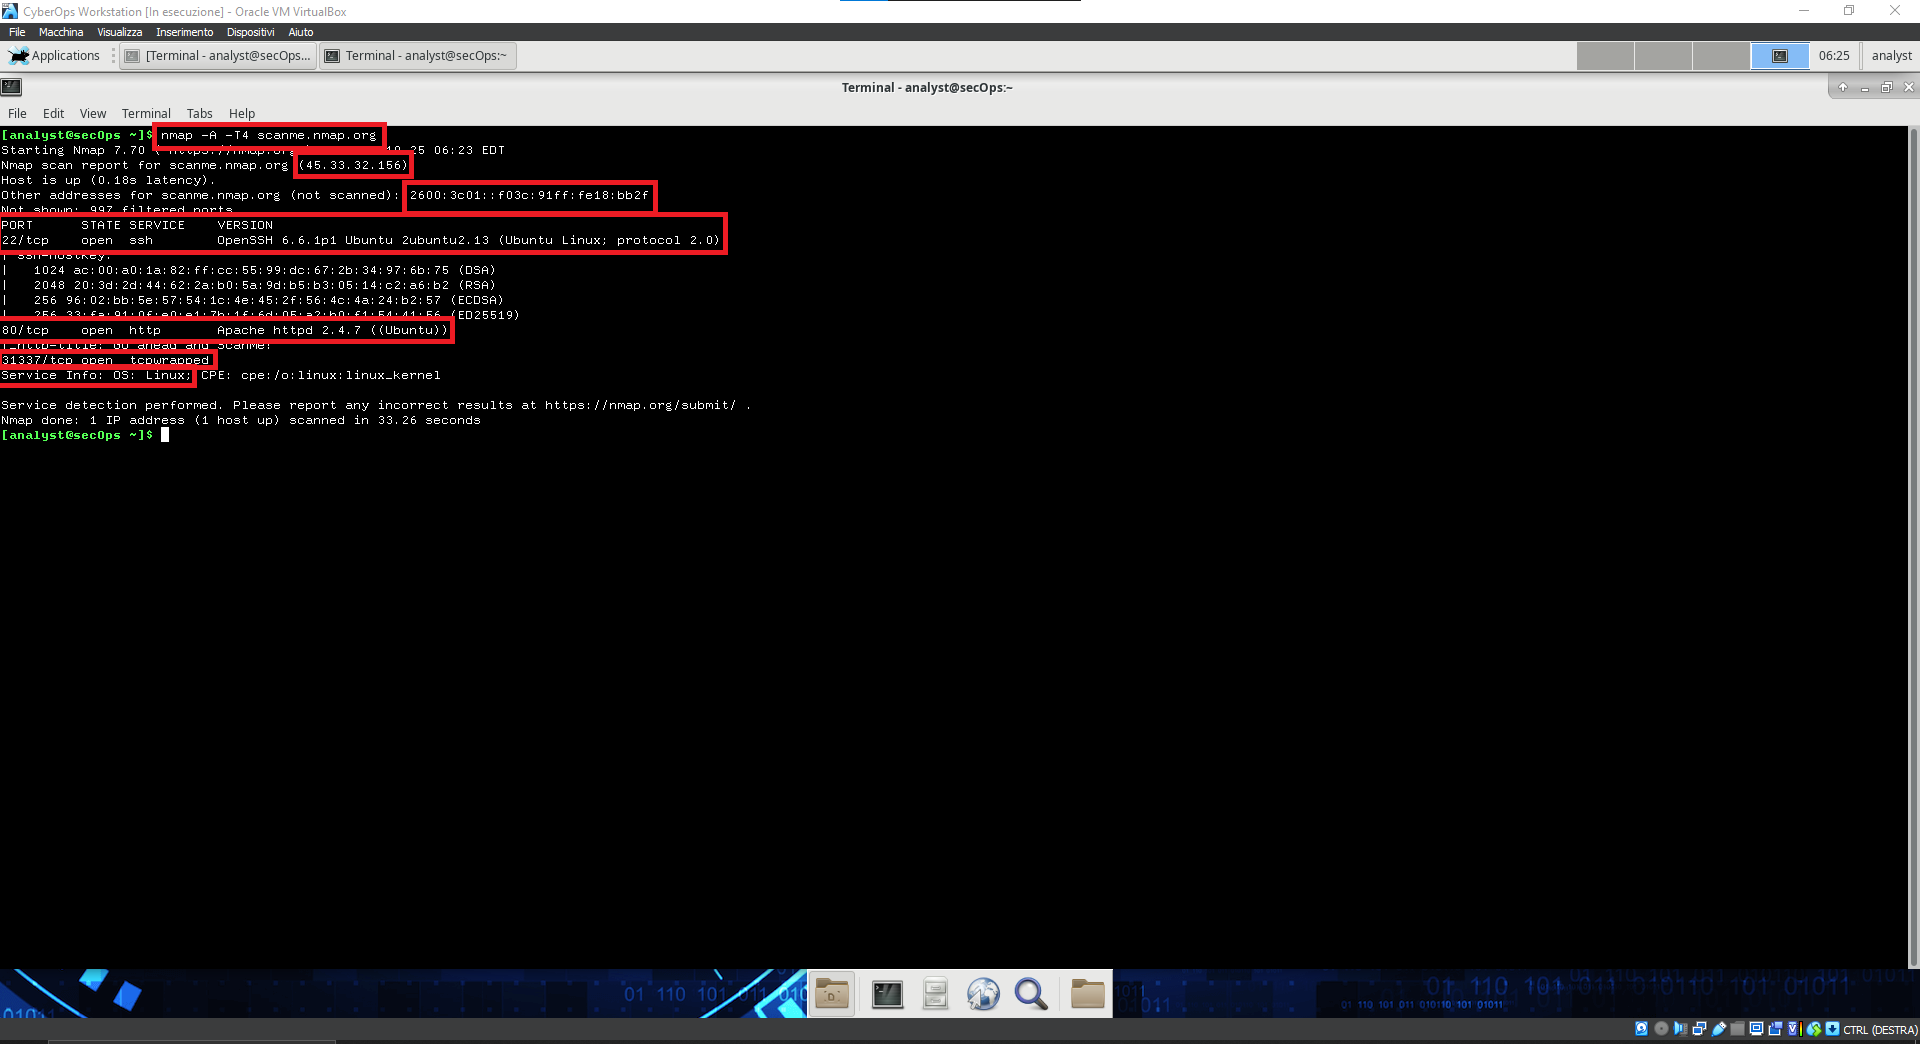 CyberOps Workstation [In esecuzione] - Oracle VM VirtualBox
File Macchina Visualizza Inserimento Dispositivi Aiuto
Applications [Terminal - analyst@secOps... Terminal - analyst@secOps:~ 06:25 analyst
Terminal - analyst@secOps:~
File Edit View Terminal Tabs Help
[analyst@secOps ~]$ nmap -A -T4 scanme.nmap.org
Starting Nmap 7.70 ( https://nmap.org 25 06:23 EDT
Nmap scan report for scanme.nmap.org (45.33.32.156)
Host is up (0.18s latency).
Other addresses for scanme.nmap.org (not scanned): 2600:3c01::f03c:91ff:fe18:bb2f
Not shown: 997 filtered ports
PORT STATE SERVICE VERSION
22/tcp open ssh OpenSSH 6.6.1p1 Ubuntu 2ubuntu2.13 (Ubuntu Linux; protocol 2.0)
| ssh-hostkey:
| 1024 ac:00:a0:1a:82:ff:cc:55:99:dc:67:2b:34:97:6b:75 (DSA)
| 2048 20:3d:2d:44:62:2a:b0:5a:9d:b5:b3:05:14:c2:a6:b2 (RSA)
| 256 96:02:bb:5e:57:54:1c:4e:45:2f:56:4c:4a:24:b2:57 (ECDSA)
| 256 33:fa:91:0f:e0:e1:7b:1f:6d:05:a2:b0:f1:54:41:56 (ED25519)
80/tcp open http Apache httpd 2.4.7 ((Ubuntu))
|_http-title: Go ahead and ScanMe!
31337/tcp open tcpwrapped
Service Info: OS: Linux; CPE: cpe:/o:linux:linux_kernel
Service detection performed. Please report any incorrect results at https://nmap.org/submit/ .
Nmap done: 1 IP address (1 host up) scanned in 33.26 seconds
[analyst@secOps ~]$
CTRL (DESTRA)